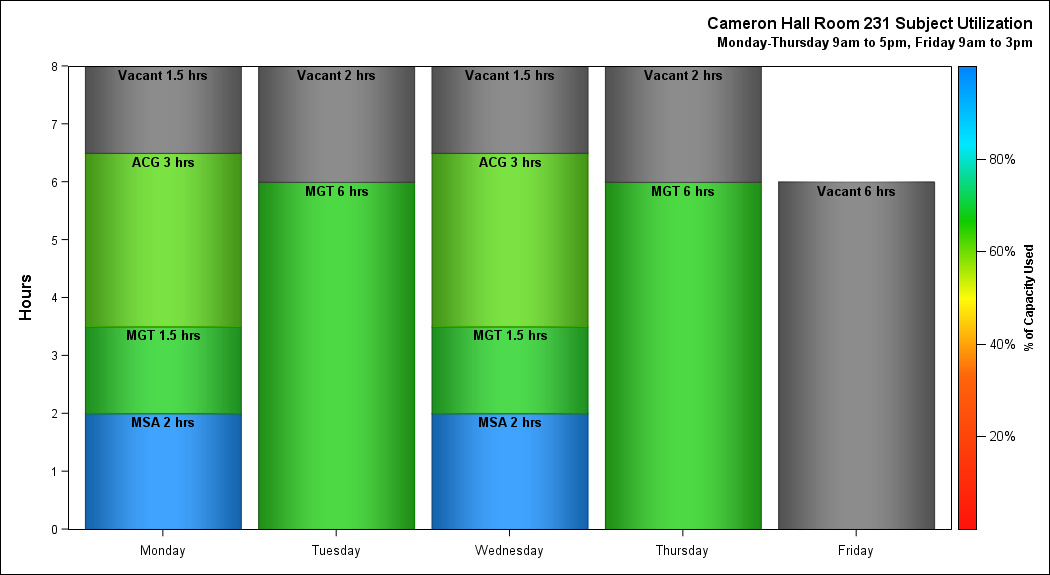 Cameron Hall Room 231 Subject Utilization
Monday-Thursday 9am to 5pm, Friday 9am to 3pm
Hours
8
7
6
5
4
3
2
1
0
Vacant 1.5 hrs
ACG 3 hrs
MGT 1.5 hrs
MSA 2 hrs
Vacant 2 hrs
MGT 6 hrs
Vacant 1.5 hrs
ACG 3 hrs
MGT 1.5 hrs
MSA 2 hrs
Vacant 2 hrs
MGT 6 hrs
Vacant 6 hrs
Monday Tuesday Wednesday Thursday Friday
80%
60%
40%
20%
% of Capacity Used